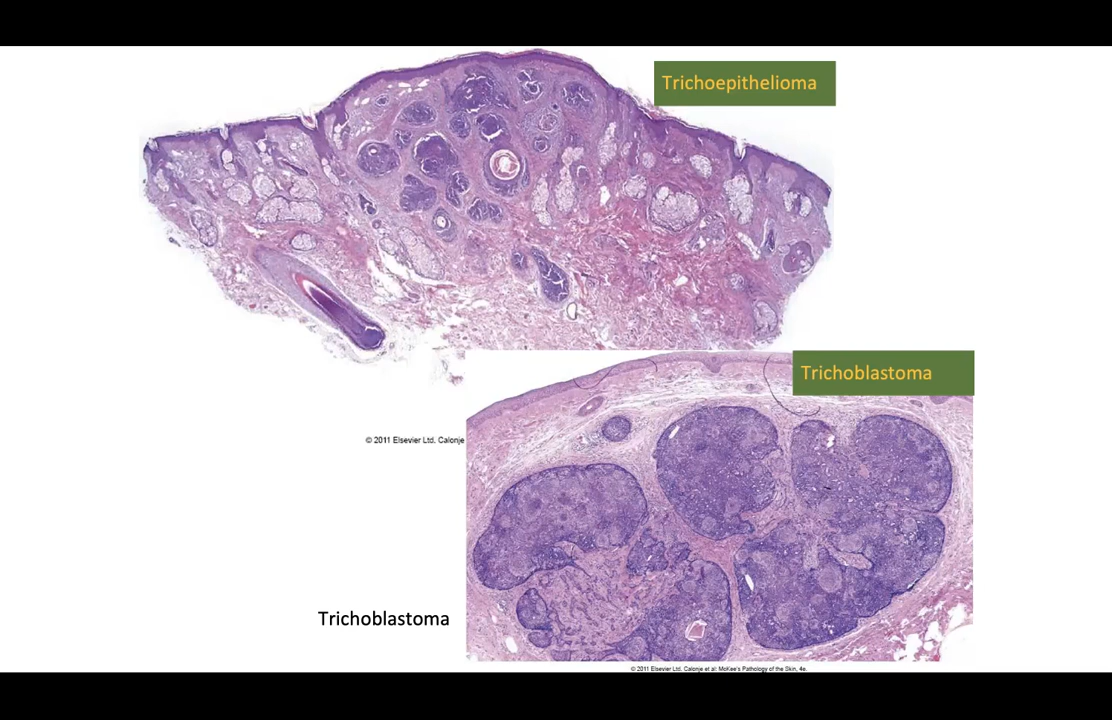 Trichoepithelioma
Trichoblastoma
© 2011 Elsevier Ltd. Calonje
Trichoblastoma
© 2011 Elsevier Ltd. Calonje et al: McKee's Pathology of the Skin, 4e.